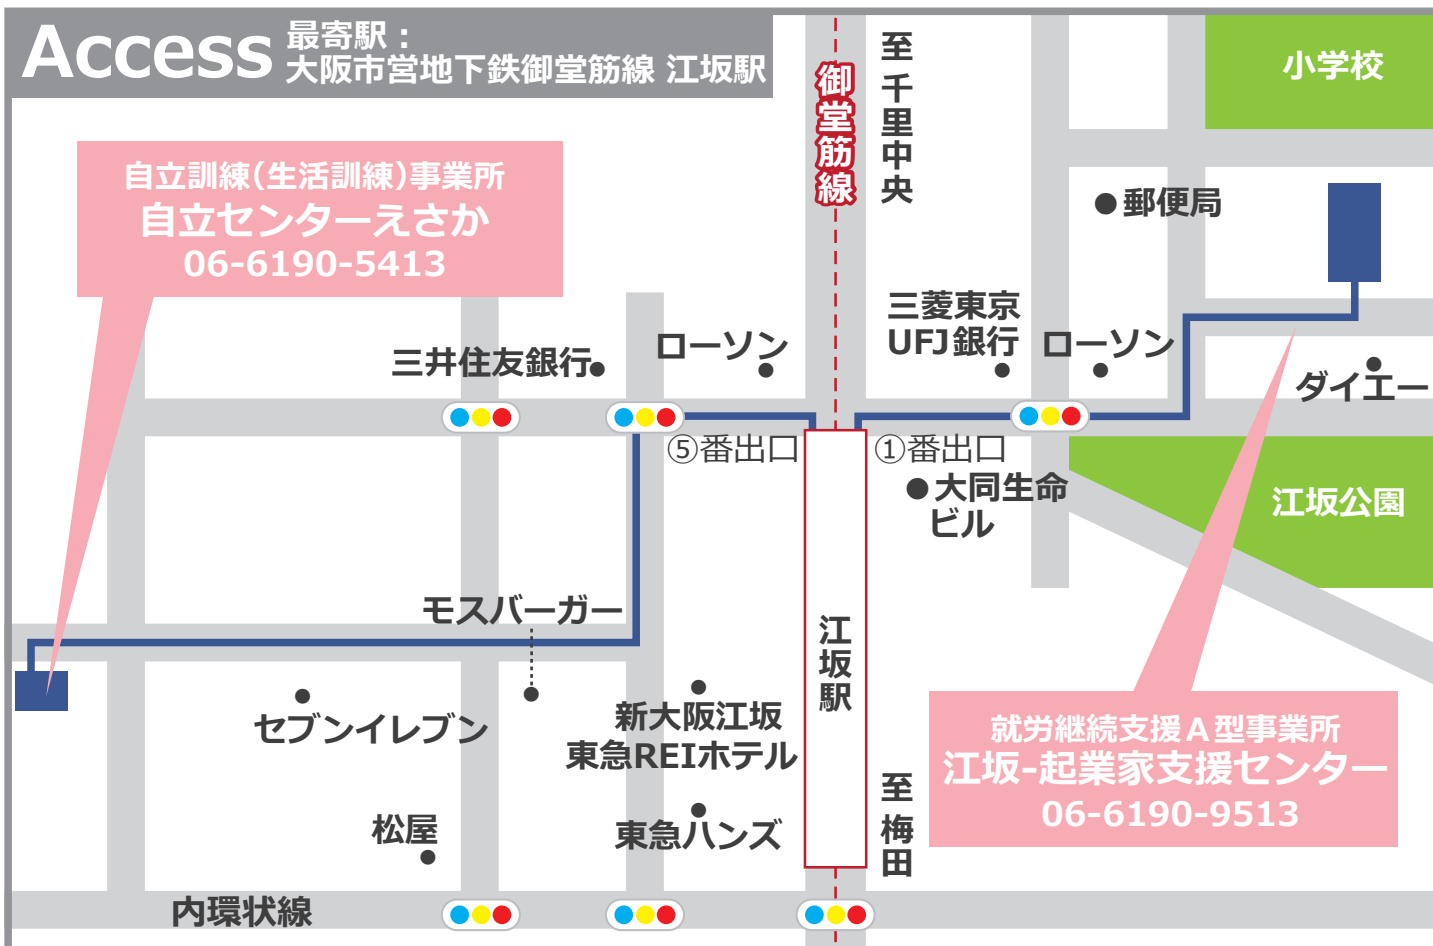 Access
最寄駅：
大阪市営地下鉄御堂筋線 江坂駅
御堂筋線
至 千里中央
小学校
自立訓練(生活訓練)事業所
自立センターえさか
06-6190-5413
郵便局
三菱東京
UFJ銀行
ローソン
ローソン
三井住友銀行
ダイエー
⑤番出口
①番出口
大同生命
ビル
江坂公園
モスバーガー
江坂駅
セブンイレブン
新大阪江坂
東急REIホテル
就労継続支援A型事業所
江坂-起業家支援センター
06-6190-9513
至 梅田
松屋
東急ハンズ
内環状線